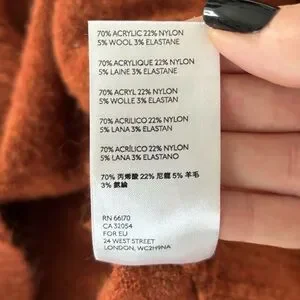 70% ACRYLIC 22% NYLON
5% WOOL 3% ELASTANE
70% ACRYLIQUE 22% NYLON
5% LAINE 3% ELASTANE
70% ACRYL 22% NYLON
5% WOLLE 3% ELASTAN
70% ACRÍLICO 22% NYLON
5% LANA 3% ELASTANO
70% ACRILICO 22% NYLON
5% LANA 3% ELASTANO
70% 丙烯酸 22% 尼龍 5% 羊毛
3% 氨綸
RN 66170
CA 32054
FOR EU
24 WEST STREET
LONDON, WC2H9NA